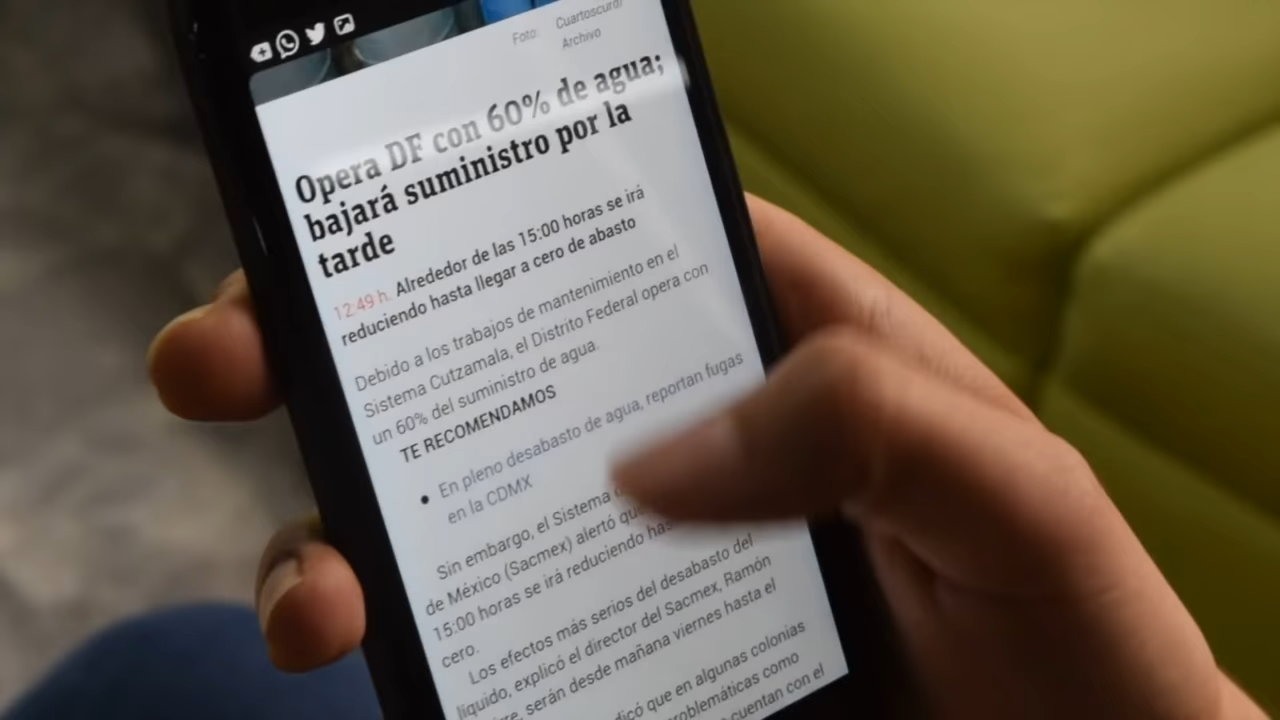 Foto: Cuartoscuro/
Archivo
Opera DF con 60% de agua;
bajará suministro por la
tarde
12:49 h. Alrededor de las 15:00 horas se irá
reduciendo hasta llegar a cero de abasto
Debido a los trabajos de mantenimiento en el
Sistema Cutzamala, el Distrito Federal opera con
un 60% del suministro de agua.
TE RECOMENDAMOS
• En pleno desabasto de agua, reportan fugas
en la CDMX
Sin embargo, el Sistema
de México (Sacmex) alertó
15:00 horas se irá reduciendo
cero.
Los efectos más serios del desabasto del
líquido, explicó el director del Sacmex, Ramón
serán desde mañana viernes hasta el
que en algunas colonias
problemáticas como
cuentan con el